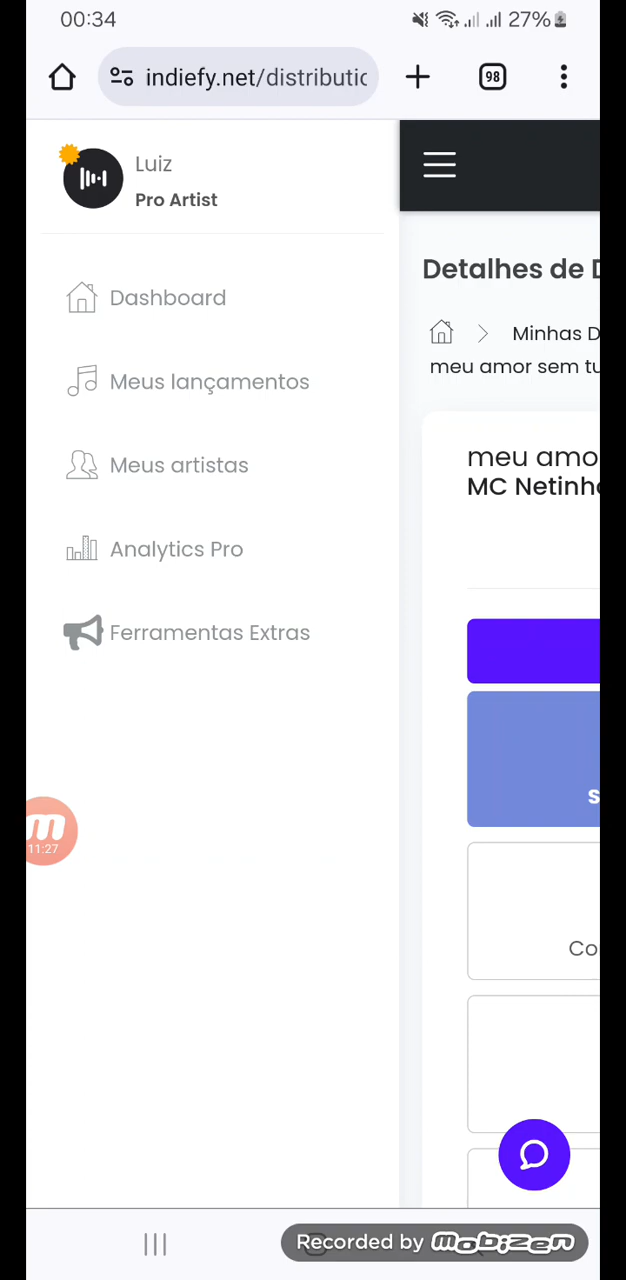 00:34
27%
indiefy.net/distributic
98
Luiz
Pro Artist
Dashboard
Meus lançamentos
Meus artistas
Analytics Pro
Ferramentas Extras
Detalhes de
Minhas D
meu amor sem tu
meu amo
MC Netinho
s
Co
m
11:27
Recorded by mobizen